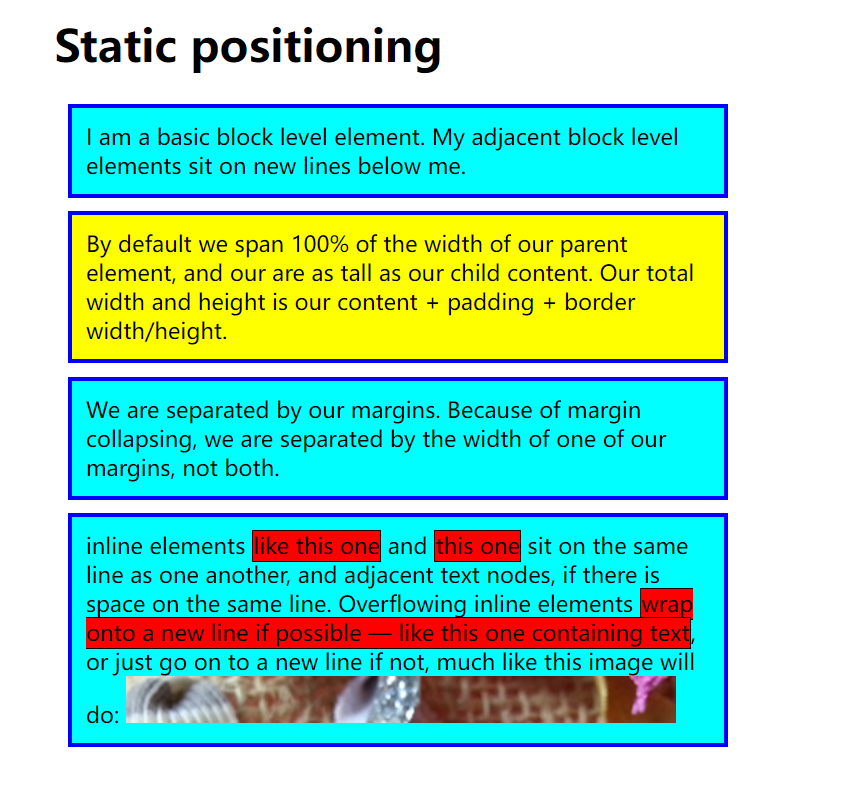 Static positioning
I am a basic block level element. My adjacent block level
elements sit on new lines below me.
By default we span 100% of the width of our parent
element, and our are as tall as our child content. Our total
width and height is our content + padding + border
width/height.
We are separated by our margins. Because of margin
collapsing, we are separated by the width of one of our
margins, not both.
inline elements like this one and this one sit on the same
line as one another, and adjacent text nodes, if there is
space on the same line. Overflowing inline elements wrap
onto a new line if possible — like this one containing text,
or just go on to a new line if not, much like this image will
do: